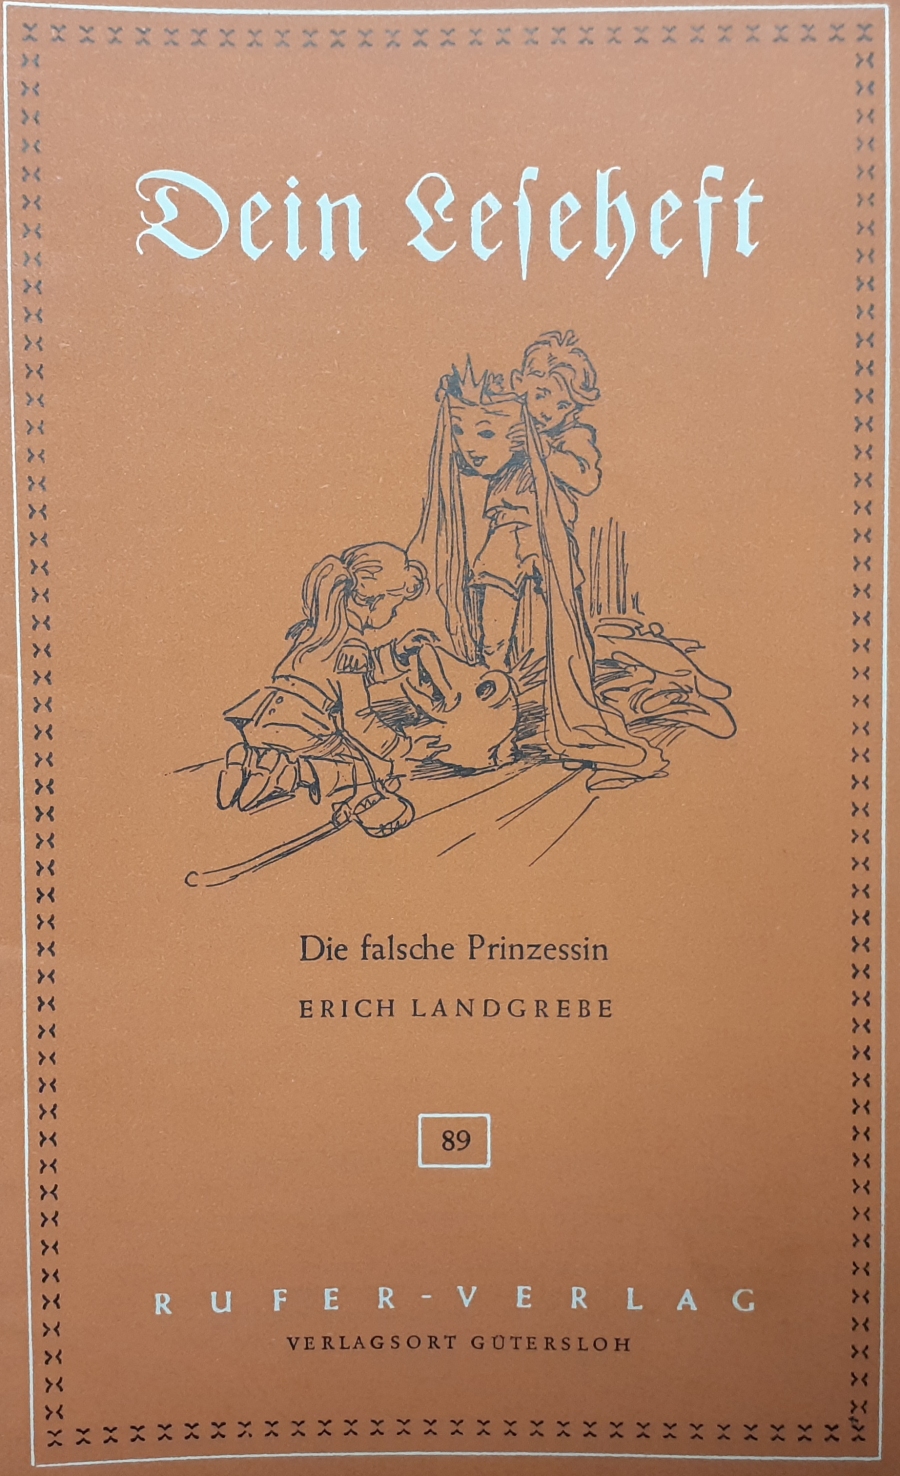 Dein Leſeheft
Die falsche Prinzessin
ERICH LANDGREBE
89
RUFER-VERLAG
VERLAGSORT GÜTERSLOH